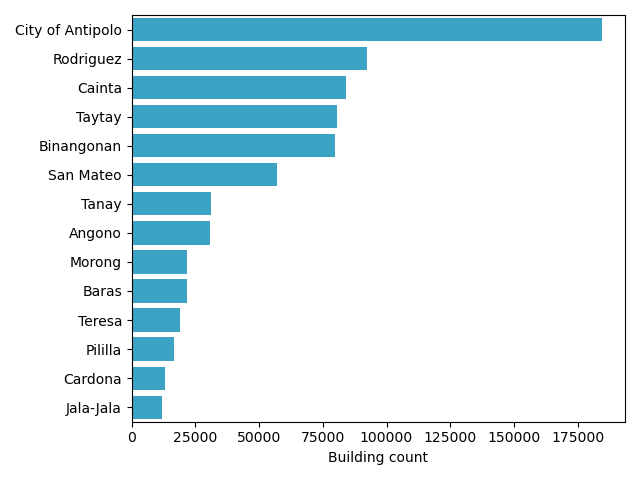 City of Antipolo
Rodriguez
Cainta
Taytay
Binangonan
San Mateo
Tanay
Angono
Morong
Baras
Teresa
Pililla
Cardona
Jala-Jala
0 25000 50000 75000 100000 125000 150000 175000
Building count